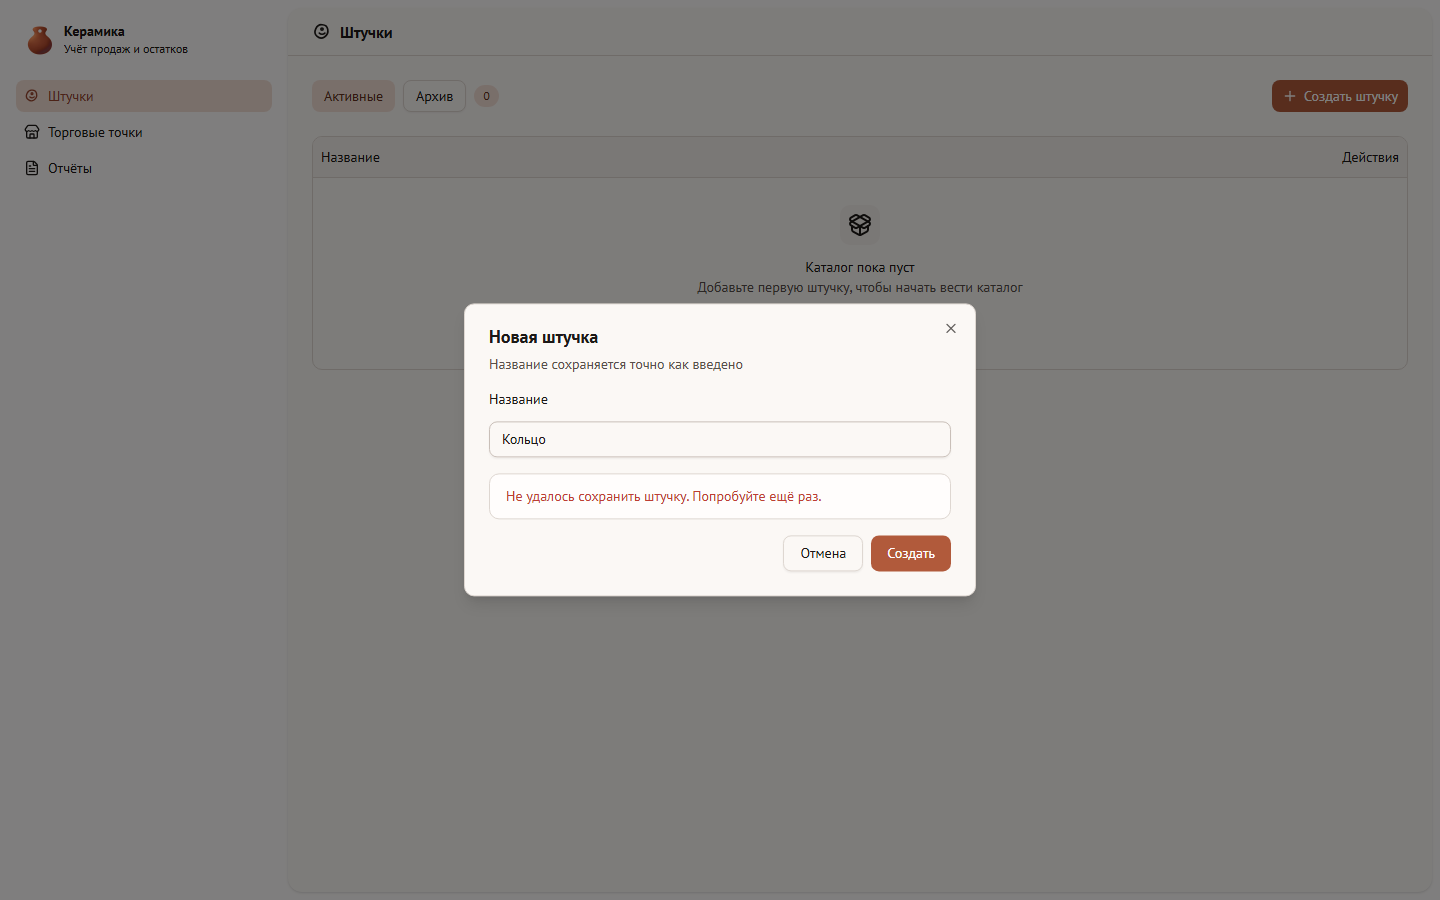 Керамика
Учёт продаж и остатков
Штучки
Торговые точки
Отчёты
Штучки
Активные
Архив
0
Создать штучку
Название
Действия
Каталог пока пуст
Добавьте первую штучку, чтобы начать вести каталог
Новая штучка
Название сохраняется точно как введено
Название
Кольцо
Не удалось сохранить штучку. Попробуйте ещё раз.
Отмена
Создать